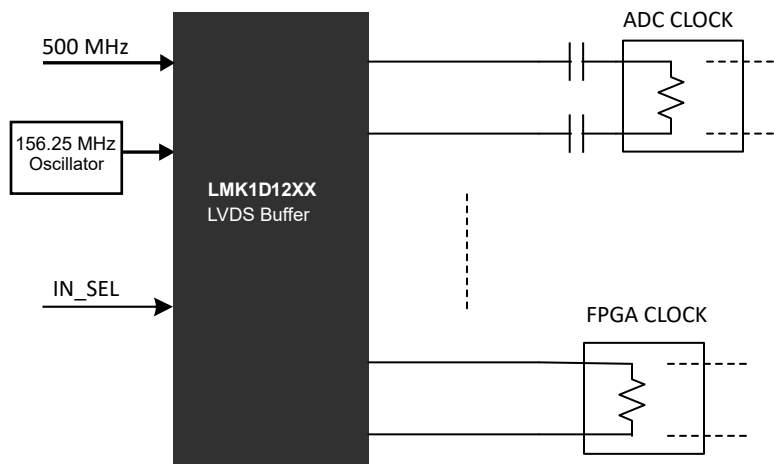 ADC CLOCK
500 MHz
156.25 MHz
Oscillator
LMK1D12XX
LVDS Buffer
IN_SEL
FPGA CLOCK